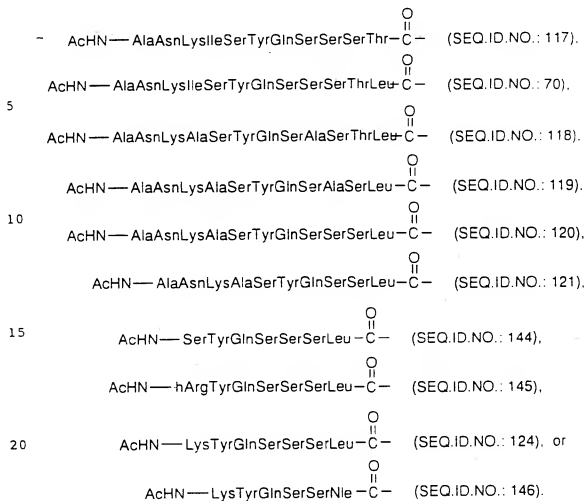 O
AcHN—AlaAsnLysIleSerTyrGlnSerSerSerThr–C– (SEQ.ID.NO.: 117).
O
AcHN—AlaAsnLysIleSerTyrGlnSerSerSerThrLeu–C– (SEQ.ID.NO.: 70),
5
O
AcHN—AlaAsnLysAlaSerTyrGlnSerAlaSerThrLeu–C– (SEQ.ID.NO.: 118).
O
AcHN—AlaAsnLysAlaSerTyrGlnSerAlaSerLeu–C– (SEQ.ID.NO.: 119).
10
O
AcHN—AlaAsnLysAlaSerTyrGlnSerSerSerLeu–C– (SEQ.ID.NO.: 120),
O
AcHN—AlaAsnLysAlaSerTyrGlnSerSerLeu–C– (SEQ.ID.NO.: 121),
15
O
AcHN—SerTyrGlnSerSerSerLeu–C– (SEQ.ID.NO.: 144),
O
AcHN—hArgTyrGlnSerSerSerLeu–C– (SEQ.ID.NO.: 145),
20
O
AcHN—LysTyrGlnSerSerSerLeu–C– (SEQ.ID.NO.: 124), or
O
AcHN—LysTyrGlnSerSerNle–C– (SEQ.ID.NO.: 146).